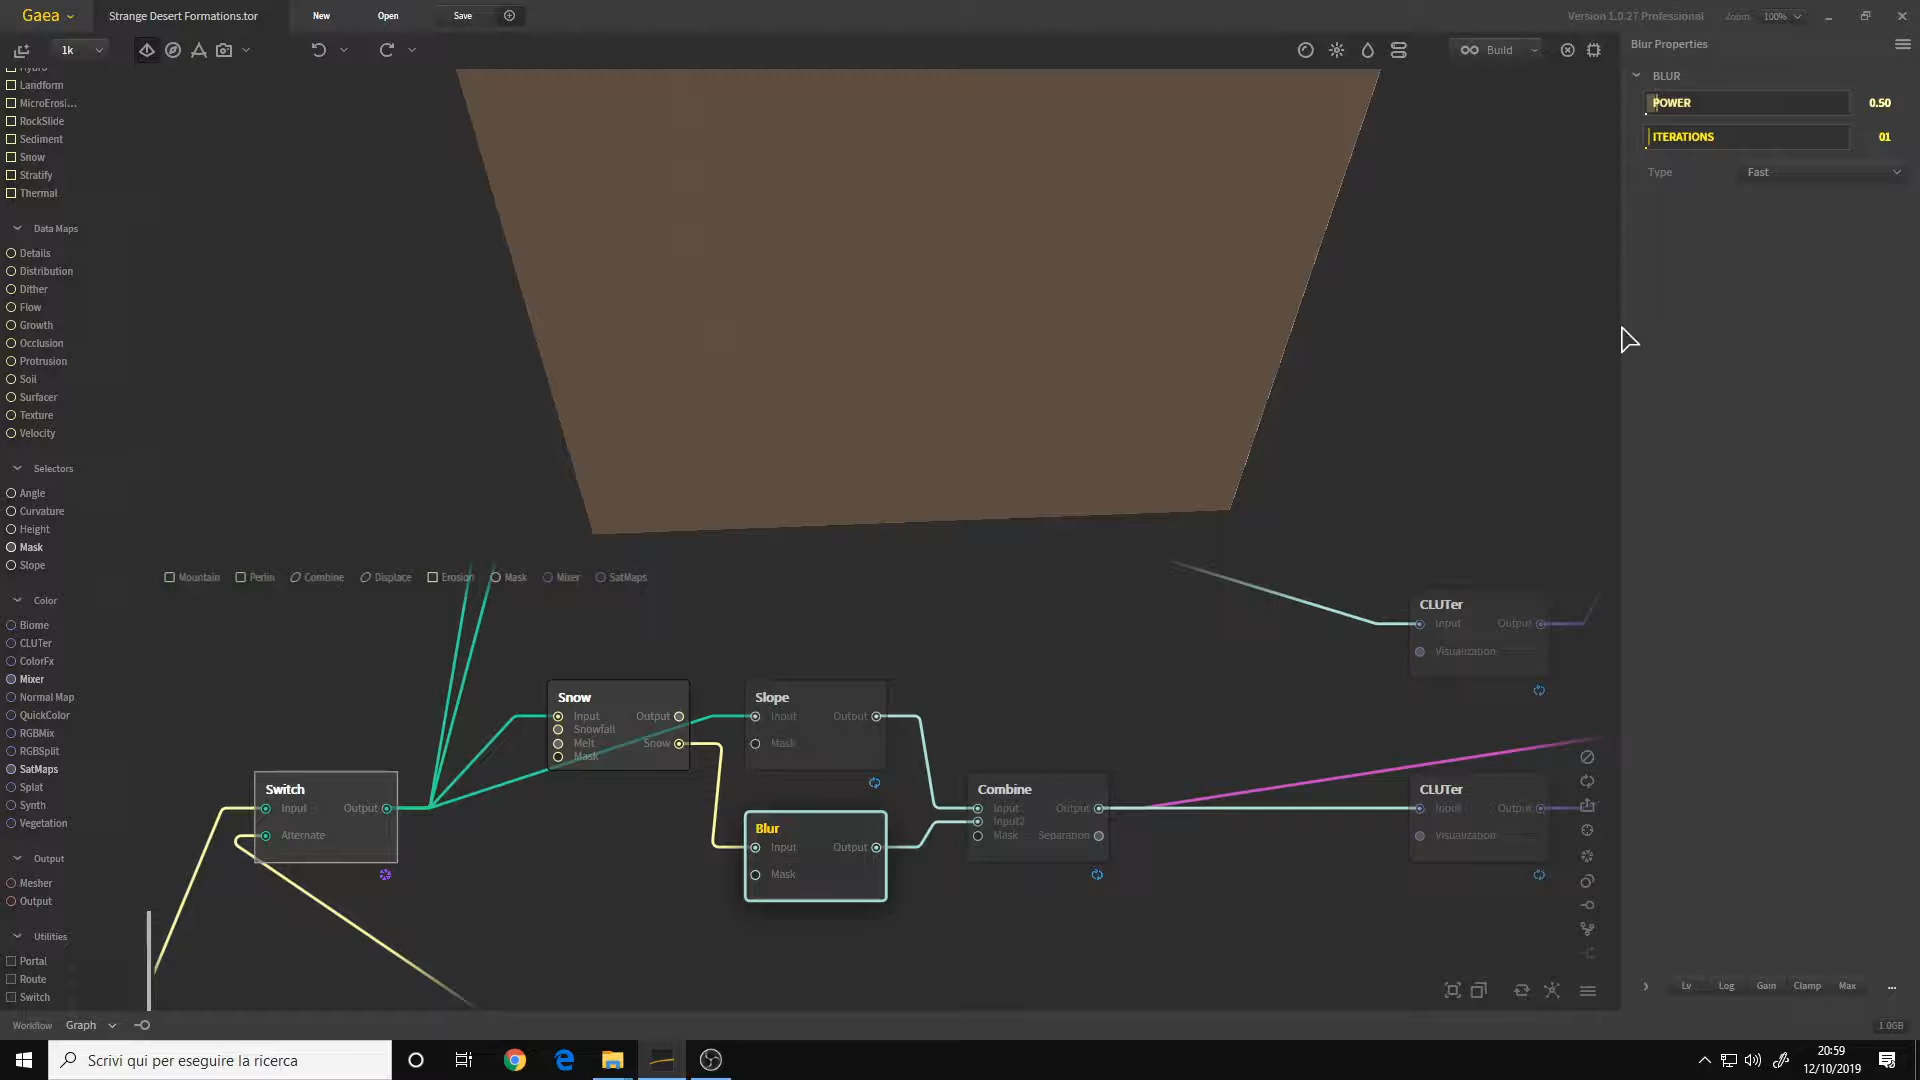 Gaea
Strange Desert Formations.tor
New
Open
Save
Version 1.0.27 Professional
Zoom
100%
1k
Build
Blur Properties
BLUR
POWER 0.50
ITERATIONS 01
Type Fast
Hydro
Landform
MicroErosi...
RockSlide
Sediment
Snow
Stratify
Thermal
Data Maps
Details
Distribution
Dither
Flow
Growth
Occlusion
Protrusion
Soil
Surfacer
Texture
Velocity
Selectors
Angle
Curvature
Height
Mask
Slope
Color
Biome
CLUTer
ColorFx
Mixer
Normal Map
QuickColor
RGBMix
RGBSplit
SatMaps
Splat
Synth
Vegetation
Output
Mesher
Output
Utilities
Portal
Route
Switch
Mountain Perlin Combine Displace Erosion Mask Mixer SatMaps
Switch
Input Output
Alternate
Snow
Input Output
Snowfall
Melt Snow
Mask
Slope
Input Output
Mask
Blur
Input Output
Mask
Combine
Input Output
Input2
Mask Separation
CLUTer
Input Output
Visualization
CLUTer
Input Output
Visualization
Lv Log Gain Clamp Max ...
Workflow Graph
1.0GB
Scrivi qui per eseguire la ricerca
20:59
12/10/2019